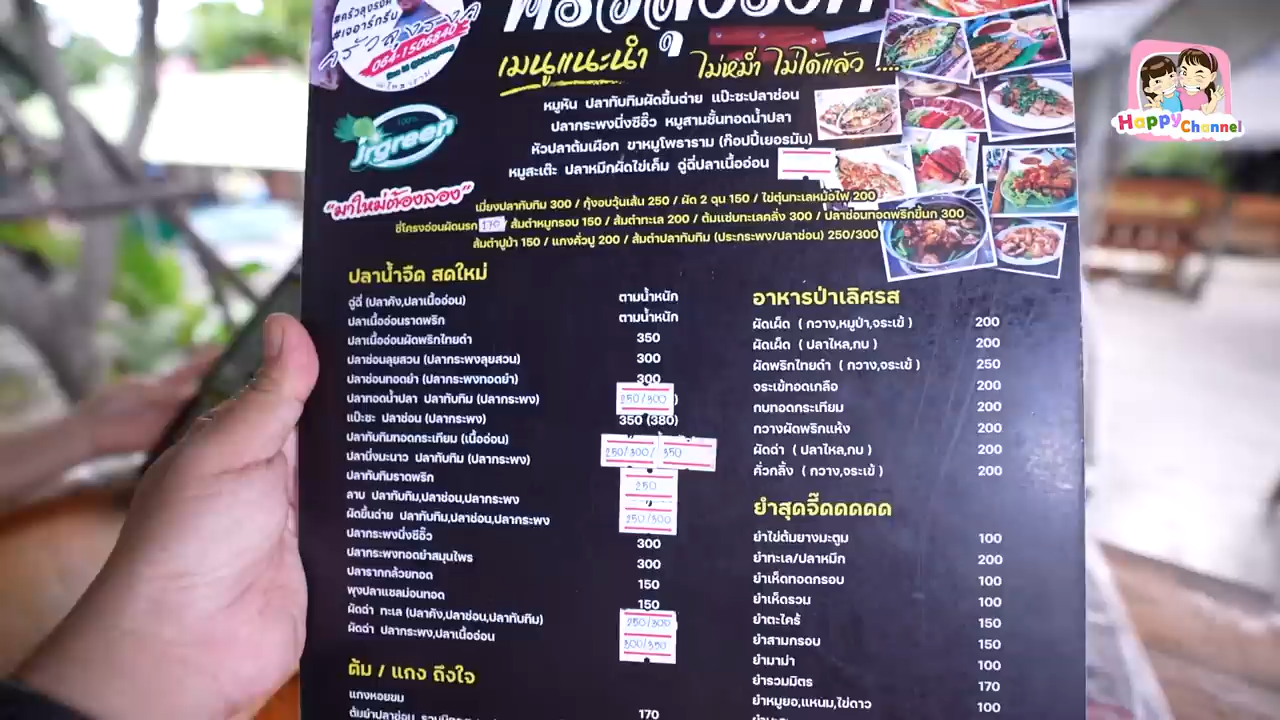 #ครัวลุงรงค์
#เจอาร์กรีน
ครัวลุงรงค์
064-1506840
เมนูแนะนำ
ไม่หม่ำ ไม่ได้แล้ว ....
หมูหัน ปลาทับทิมผัดขึ้นฉ่าย แป๊ะซะปลาช่อน
ปลากระพงนึ่งซีอิ๊ว หมูสามชั้นทอดน้ำปลา
หัวปลาต้มเผือก ขาหมูโพธาราม (ก๊อปปี้เยอรมัน)
หมูสะเต๊ะ ปลาหมึกผัดไข่เค็ม ฉู่ฉี่ปลาเนื้ออ่อน
100%
jrgreen
Happy Channel
"มาใหม่ต้องลอง"
เมี่ยงปลาทับทิม 300 / กุ้งอบวุ้นเส้น 250 / ผัด 2 ฉุน 150 / ไข่ตุ๋นทะเลหม้อไฟ 200
ซี่โครงอ่อนผัดนรก 170 / ส้มตำหมูกรอบ 150 / ส้มตำทะเล 200 / ต้มแซ่บทะเลคลั่ง 300 / ปลาช่อนทอดพริกขี้นก 300
ส้มตำปูม้า 150 / แกงคั่วปู 200 / ส้มตำปลาทับทิม (ประกระพง/ปลาช่อน) 250/300
ปลาน้ำจืด สดใหม่
ฉู่ฉี่ (ปลาคัง,ปลาเนื้ออ่อน) ตามน้ำหนัก
ปลาเนื้ออ่อนราดพริก ตามน้ำหนัก
ปลาเนื้ออ่อนผัดพริกไทยดำ 350
ปลาช่อนลุยสวน (ปลากระพงลุยสวน) 300
ปลาช่อนทอดยำ (ปลากระพงทอดยำ) 300
ปลาทอดน้ำปลา ปลาทับทิม (ปลากระพง) 250/300 )
แป๊ะซะ ปลาช่อน (ปลากระพง) 350 (380)
ปลาทับทิมทอดกระเทียม (เนื้ออ่อน)
ปลานึ่งมะนาว ปลาทับทิม (ปลากระพง) 250/300/ 350
ปลาทับทิมราดพริก 250
ลาบ ปลาทับทิม,ปลาช่อน,ปลากระพง
ผัดขึ้นฉ่าย ปลาทับทิม,ปลาช่อน,ปลากระพง 250/300
ปลากระพงนึ่งซีอิ๊ว 300
ปลากระพงทอดยำสมุนไพร 300
ปลารากกล้วยทอด 150
พุงปลาแซลม่อนทอด 150
ผัดฉ่า ทะเล (ปลาคัง,ปลาช่อน,ปลาทับทิม) 250/300
ผัดฉ่า ปลากระพง,ปลาเนื้ออ่อน 300/350
ต้ม / แกง ถึงใจ
แกงหอยขม 170
อาหารป่าเลิศรส
ผัดเผ็ด ( กวาง,หมูป่า,จระเข้ ) 200
ผัดเผ็ด ( ปลาไหล,กบ ) 200
ผัดพริกไทยดำ ( กวาง,จระเข้ ) 250
จระเข้ทอดเกลือ 200
กบทอดกระเทียม 200
กวางผัดพริกแห้ง 200
ผัดฉ่า ( ปลาไหล,กบ ) 200
คั่วกลิ้ง ( กวาง,จระเข้ ) 200
ยำสุดจี๊ดดดดด
ยำไข่ต้มยางมะตูม 100
ยำทะเล/ปลาหมึก 200
ยำเห็ดทอดกรอบ 100
ยำเห็ดรวม 100
ยำตะไคร้ 150
ยำสามกรอบ 150
ยำมาม่า 100
ยำรวมมิตร 170
ยำหมูยอ,แหนม,ไข่ดาว 100